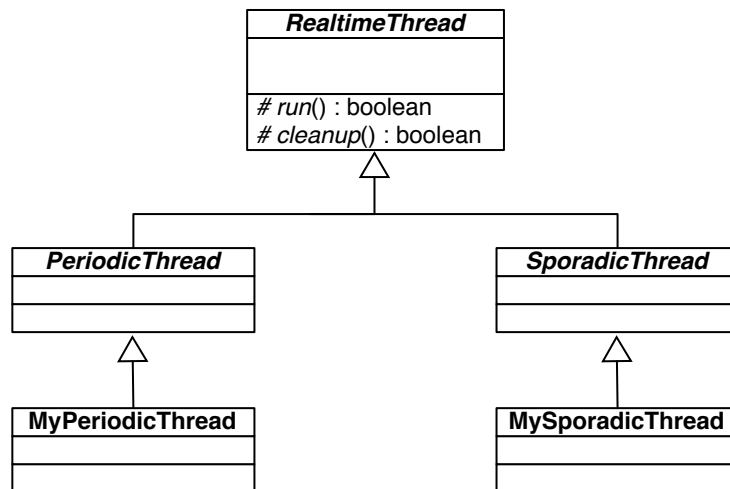 RealtimeThread
# run() : boolean
# cleanup() : boolean
PeriodicThread
SporadicThread
MyPeriodicThread
MySporadicThread